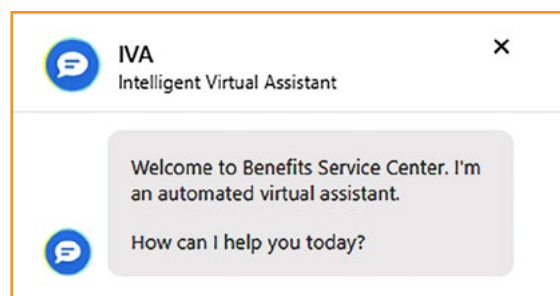 IVA
Intelligent Virtual Assistant
Welcome to Benefits Service Center. I'm
an automated virtual assistant.
How can I help you today?